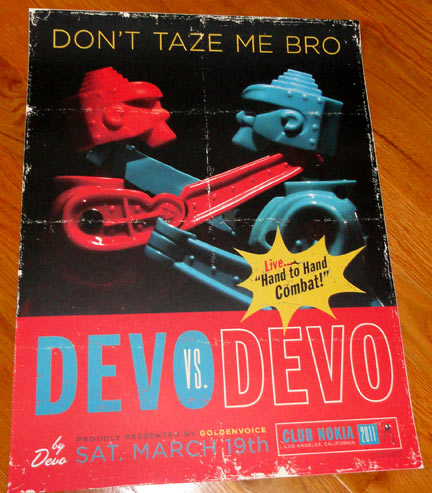 DON'T TAZE ME BRO
Live...
"Hand to Hand
Combat!"
DEVO VS. DEVO
by
Devo
PROUDLY PRESENTED BY GOLDENVOICE
SAT. MARCH 19th
CLUB NOKIA
LOS ANGELES, CALIFORNIA
2011